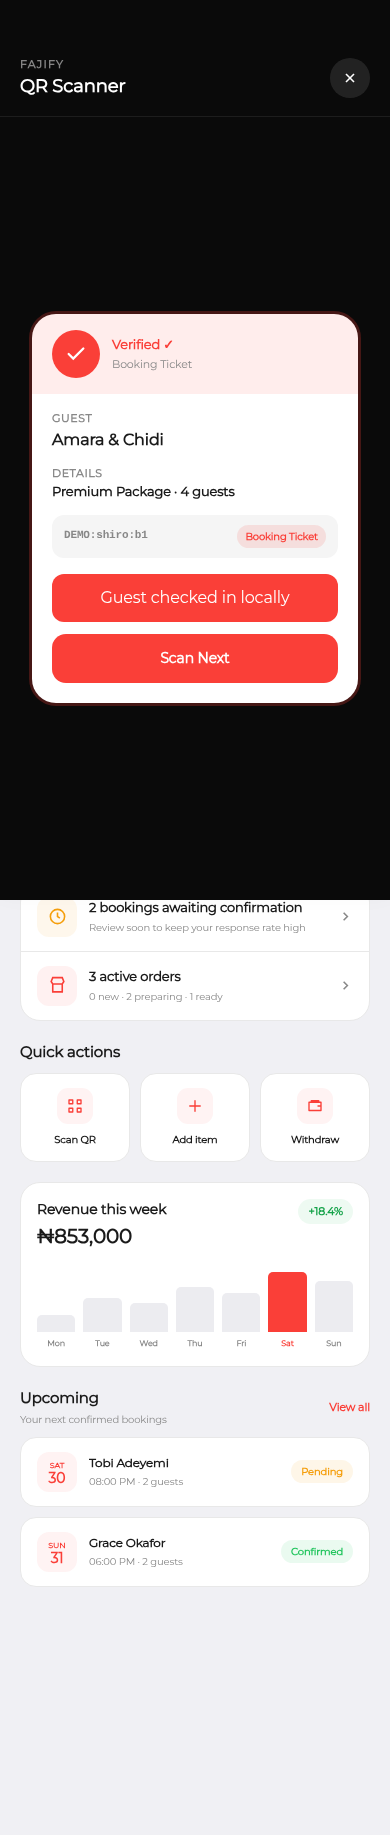 FAJIFY
QR Scanner
Verified ✓
Booking Ticket
GUEST
Amara & Chidi
DETAILS
Premium Package · 4 guests
DEMO:shiro:b1
Booking Ticket
Guest checked in locally
Scan Next
2 bookings awaiting confirmation
Review soon to keep your response rate high
3 active orders
0 new · 2 preparing · 1 ready
Quick actions
Scan QR
Add item
Withdraw
Revenue this week
+18.4%
₦853,000
Mon Tue Wed Thu Fri Sat Sun
Upcoming
Your next confirmed bookings
View all
SAT
30
Tobi Adeyemi
08:00 PM · 2 guests
Pending
SUN
31
Grace Okafor
06:00 PM · 2 guests
Confirmed